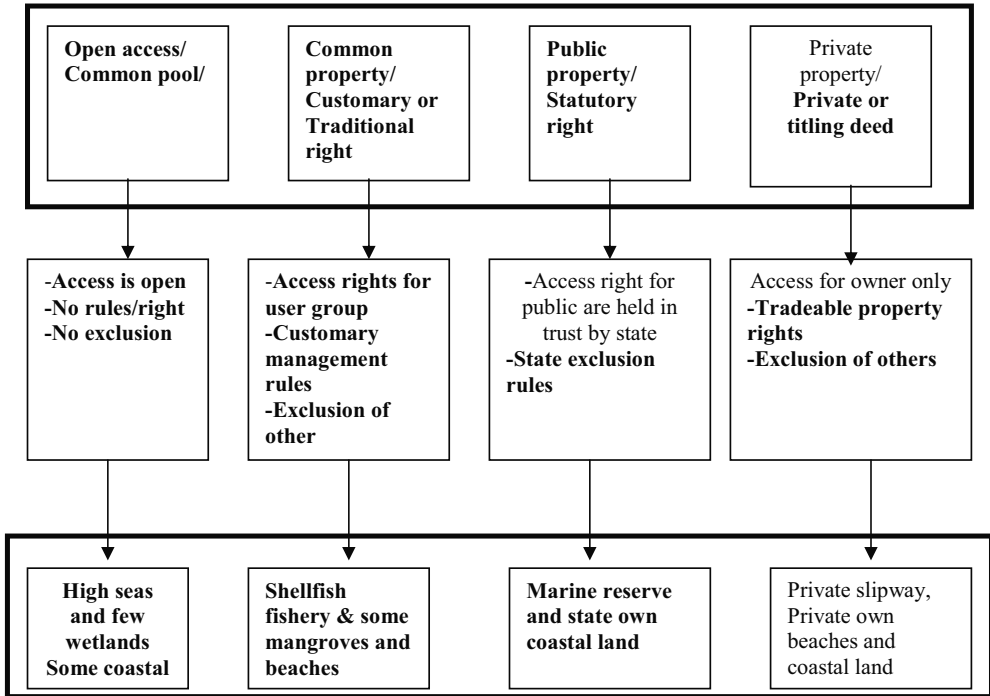 Open access/
Common pool/
Common
property/
Customary or
Traditional
right
Public
property/
Statutory
right
Private
property/
Private or
titling deed
-Access is open
-No rules/right
-No exclusion
-Access rights for
user group
-Customary
management
rules
-Exclusion of
other
-Access right for
public are held in
trust by state
-State exclusion
rules
Access for owner only
-Tradeable property
rights
-Exclusion of others
High seas
and few
wetlands
Some coastal
Shellfish
fishery & some
mangroves and
beaches
Marine reserve
and state own
coastal land
Private slipway,
Private own
beaches and
coastal land